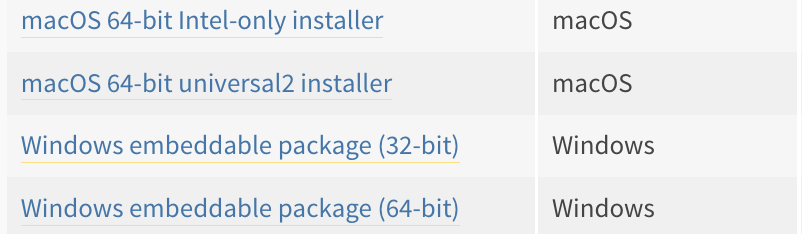 macOS 64-bit Intel-only installer macOS
macOS 64-bit universal2 installer macOS
Windows embeddable package (32-bit) Windows
Windows embeddable package (64-bit) Windows